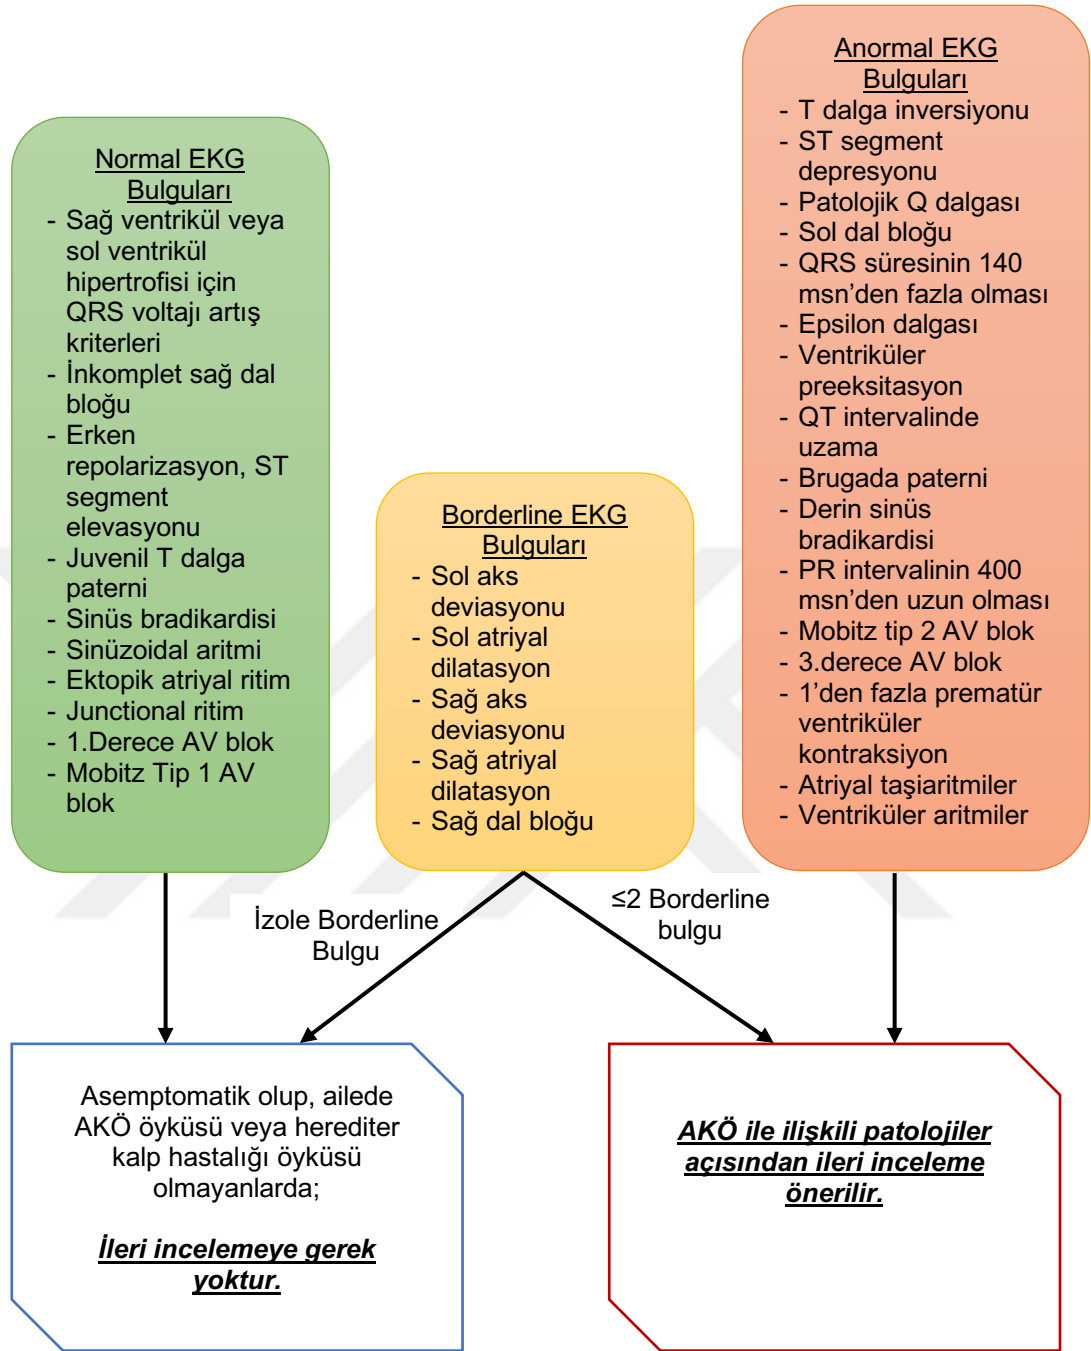 Normal EKG
Bulguları
- Sağ ventrikül veya
sol ventrikül
hipertrofisi için
QRS voltajı artış
kriterleri
- İnkomplet sağ dal
bloğu
- Erken
repolarizasyon, ST
segment
elevasyonu
- Juvenil T dalga
paterni
- Sinüs bradikardisi
- Sinüzoidal aritmi
- Ektopik atriyal ritim
- Junctional ritim
- 1.Derece AV blok
- Mobitz Tip 1 AV
blok
Borderline EKG
Bulguları
- Sol aks
deviasyonu
- Sol atriyal
dilatasyon
- Sağ aks
deviasyonu
- Sağ atriyal
dilatasyon
- Sağ dal bloğu
Anormal EKG
Bulguları
- T dalga inversiyonu
- ST segment
depresyonu
- Patolojik Q dalgası
- Sol dal bloğu
- QRS süresinin 140
msn’den fazla olması
- Epsilon dalgası
- Ventriküler
preeksitasyon
- QT intervalinde
uzama
- Brugada paterni
- Derin sinüs
bradikardisi
- PR intervalinin 400
msn’den uzun olması
- Mobitz tip 2 AV blok
- 3.derece AV blok
- 1’den fazla prematür
ventriküler
kontraksiyon
- Atriyal taşiaritmiler
- Ventriküler aritmiler
İzole Borderline
Bulgu
≤2 Borderline
bulgu
Asemptomatik olup, ailede
AKÖ öyküsü veya herediter
kalp hastalığı öyküsü
olmayanlarda;
İleri incelemeye gerek
yoktur.
AKÖ ile ilişkili patolojiler
açısından ileri inceleme
önerilir.